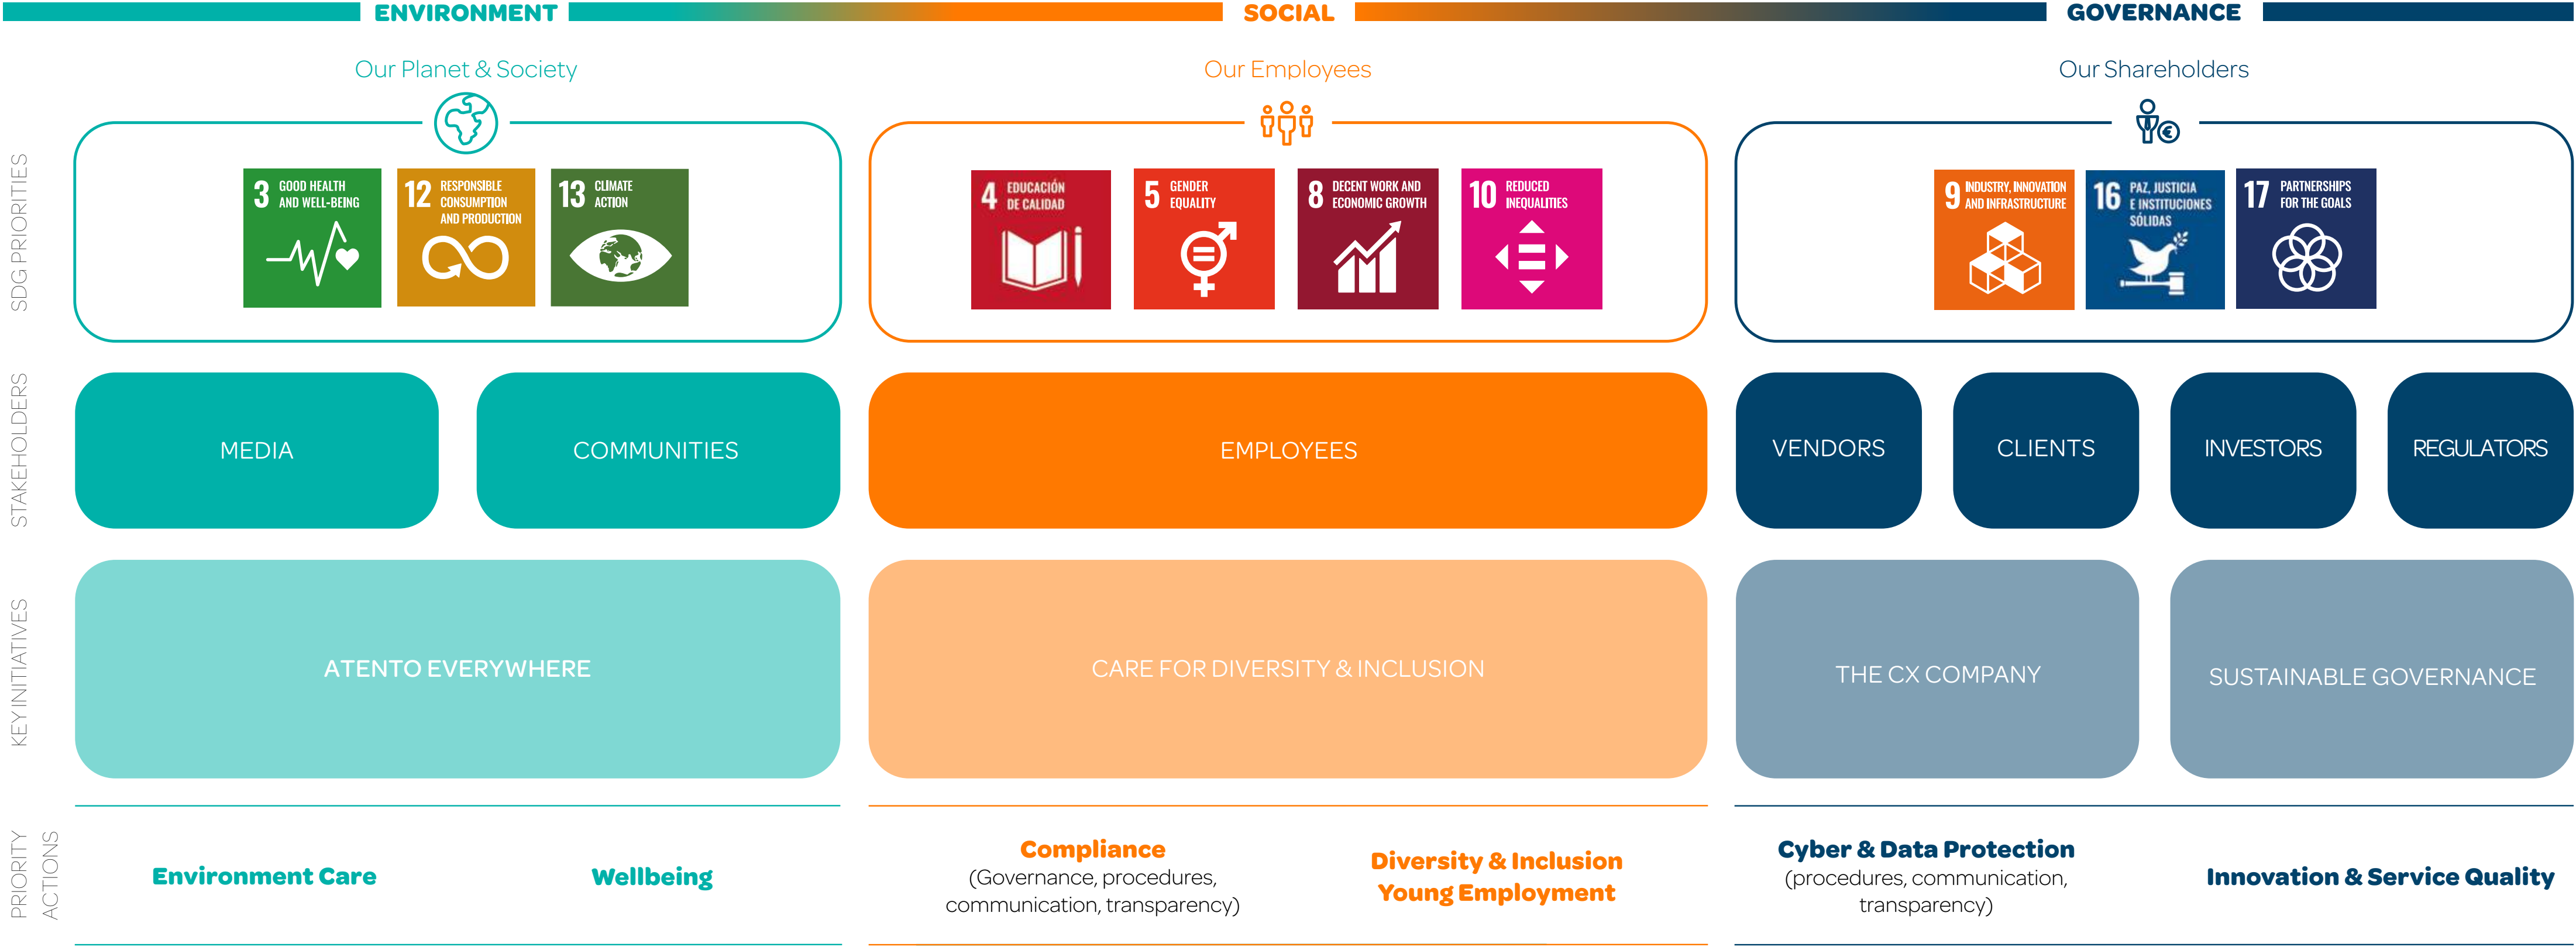 ENVIRONMENT
SOCIAL
GOVERNANCE
Our Planet & Society
Our Employees
Our Shareholders
SDG PRIORITIES
3 GOOD HEALTH
AND WELL-BEING
12 RESPONSIBLE
CONSUMPTION
AND PRODUCTION
13 CLIMATE
ACTION
4 EDUCACIÓN
DE CALIDAD
5 GENDER
EQUALITY
8 DECENT WORK AND
ECONOMIC GROWTH
10 REDUCED
INEQUALITIES
9 INDUSTRY, INNOVATION
AND INFRASTRUCTURE
16 PAZ, JUSTICIA
E INSTITUCIONES
SÓLIDAS
17 PARTNERSHIPS
FOR THE GOALS
STAKEHOLDERS
MEDIA
COMMUNITIES
EMPLOYEES
VENDORS
CLIENTS
INVESTORS
REGULATORS
KEY INITIATIVES
ATENTO EVERYWHERE
CARE FOR DIVERSITY & INCLUSION
THE CX COMPANY
SUSTAINABLE GOVERNANCE
PRIORITY
ACTIONS
Environment Care
Wellbeing
Compliance
(Governance, procedures,
communication, transparency)
Diversity & Inclusion
Young Employment
Cyber & Data Protection
(procedures, communication,
transparency)
Innovation & Service Quality